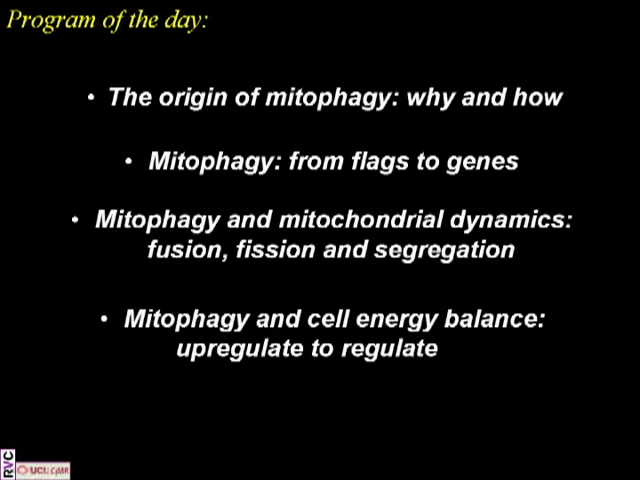 Program of the day:
• The origin of mitophagy: why and how
• Mitophagy: from flags to genes
• Mitophagy and mitochondrial dynamics:
fusion, fission and segregation
• Mitophagy and cell energy balance:
upregulate to regulate
RVC
UCL